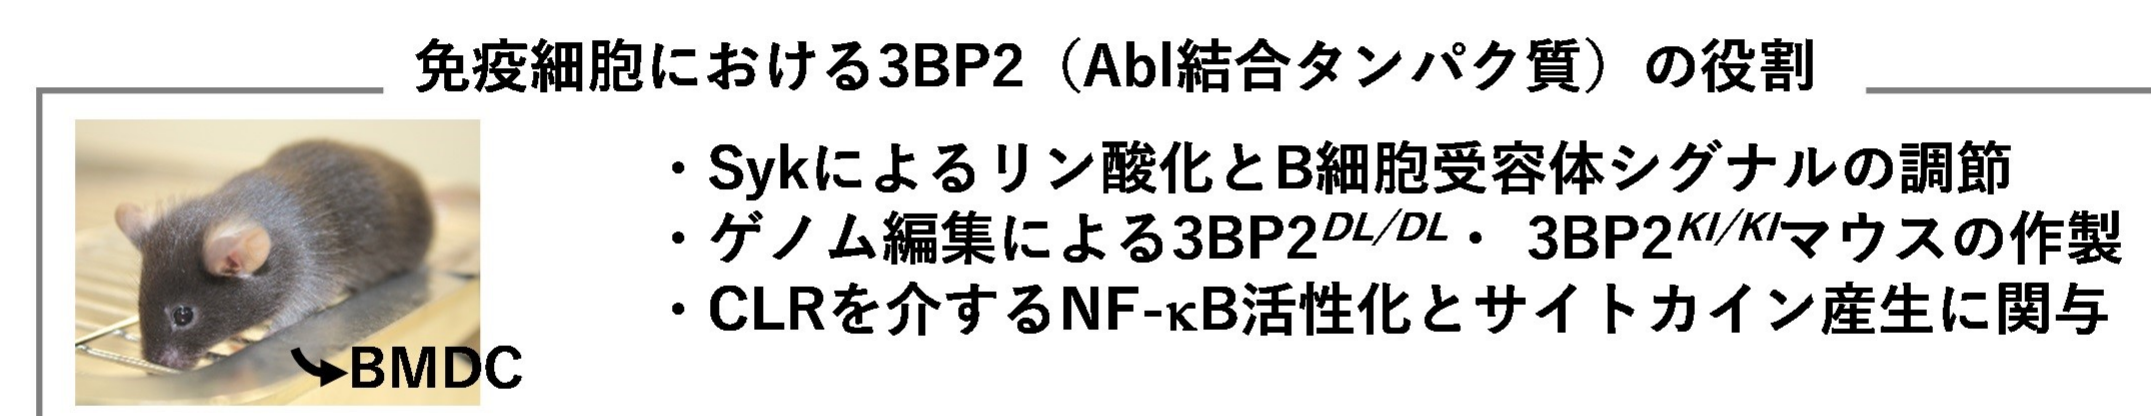 免疫細胞における3BP2（Abl結合タンパク質）の役割
・Sykによるリン酸化とB細胞受容体シグナルの調節
・ゲノム編集による3BP2DL/DL・ 3BP2KI/KIマウスの作製
・CLRを介するNF-κB活性化とサイトカイン産生に関与
BMDC